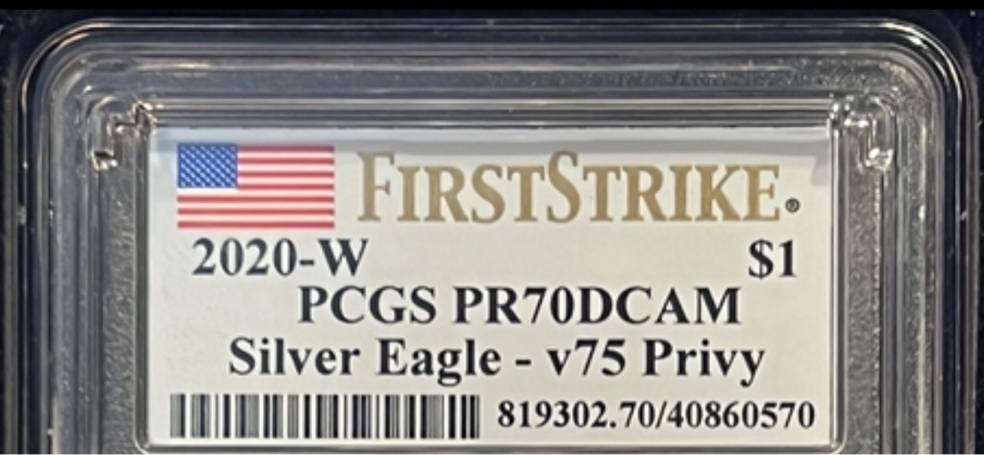 FIRSTSTRIKE®
2020-W $1
PCGS PR70DCAM
Silver Eagle - v75 Privy
819302.70/40860570